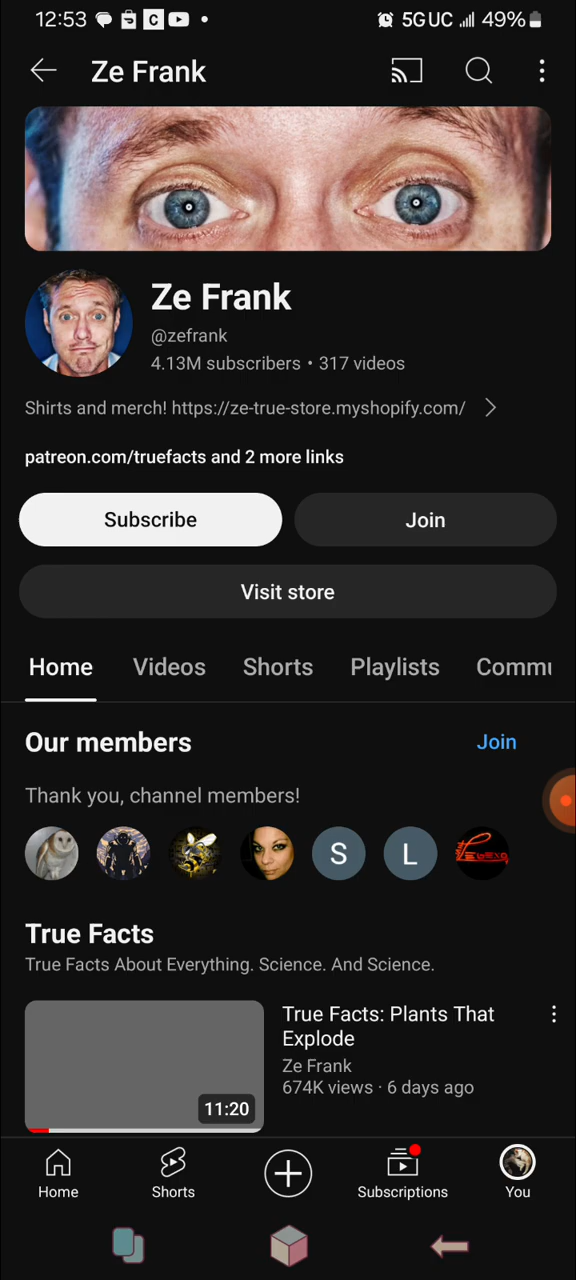 12:53 5G UC 49%
Ze Frank
Ze Frank
@zefrank
4.13M subscribers • 317 videos
Shirts and merch! https://ze-true-store.myshopify.com/
patreon.com/truefacts and 2 more links
Subscribe Join
Visit store
Home Videos Shorts Playlists Commu
Our members Join
Thank you, channel members!
S L
True Facts
True Facts About Everything. Science. And Science.
True Facts: Plants That
Explode
Ze Frank
674K views · 6 days ago
11:20
Home Shorts Subscriptions You